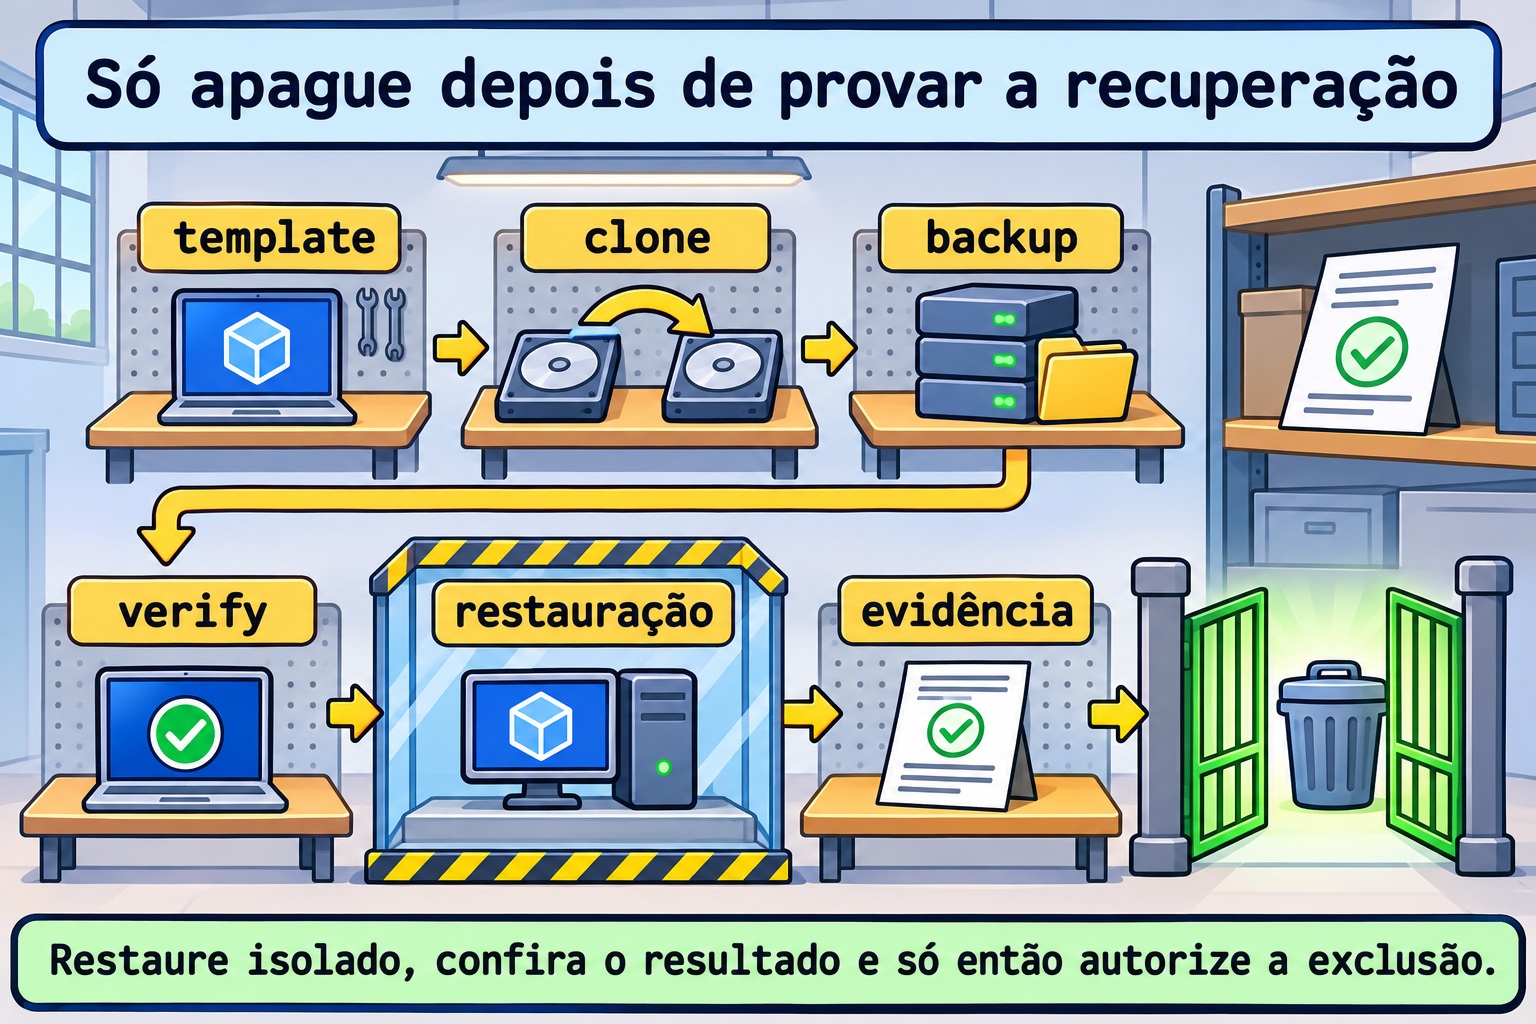 Só apague depois de provar a recuperação
template
clone
backup
verify
restauração
evidência
Restaure isolado, confira o resultado e só então autorize a exclusão.